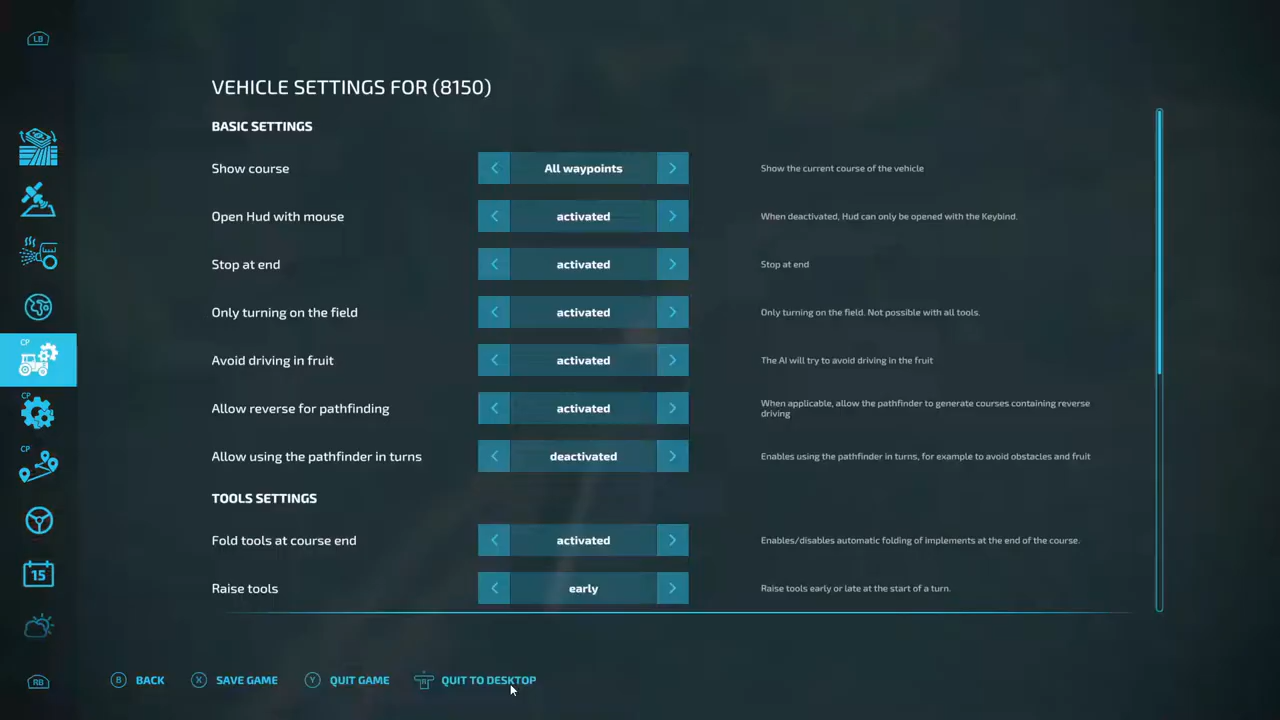 LB
VEHICLE SETTINGS FOR (8150)
BASIC SETTINGS
Show course
All waypoints
Show the current course of the vehicle
Open Hud with mouse
activated
When deactivated, Hud can only be opened with the Keybind.
Stop at end
activated
Stop at end
Only turning on the field
activated
Only turning on the field. Not possible with all tools.
Avoid driving in fruit
activated
The AI will try to avoid driving in the fruit
CP
CP
Allow reverse for pathfinding
activated
When applicable, allow the pathfinder to generate courses containing reverse
driving
CP
Allow using the pathfinder in turns
deactivated
Enables using the pathfinder in turns, for example to avoid obstacles and fruit
TOOLS SETTINGS
Fold tools at course end
activated
Enables/disables automatic folding of implements at the end of the course.
15
Raise tools
early
Raise tools early or late at the start of a turn.
RB
B BACK
X SAVE GAME
Y QUIT GAME
QUIT TO DESKTOP